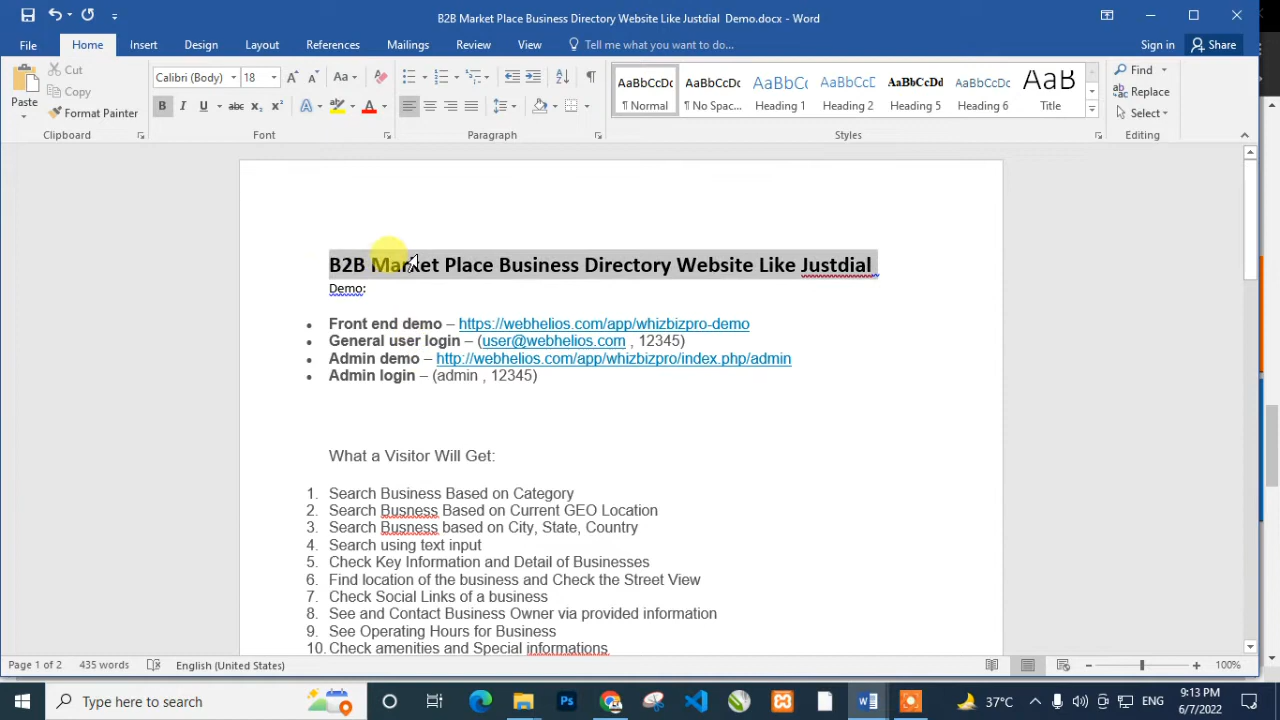 B2B Market Place Business Directory Website Like Justdial  Demo.docx - Word
File Home Insert Design Layout References Mailings Review View Tell me what you want to do... Sign in Share
Paste
Cut
Copy
Format Painter
Clipboard
Calibri (Body) 18
Font
Paragraph
AaBbCcDc AaBbCcDc AaBbC AaBbCcD AaBbCcDd AaBbCcDc AaB
¶ Normal ¶ No Spac... Heading 1 Heading 2 Heading 5 Heading 6 Title
Styles
Find
Replace
Select
Editing
B2B Market Place Business Directory Website Like Justdial
Demo:
• Front end demo – https://webhelios.com/app/whizbizpro-demo
• General user login – (user@webhelios.com , 12345)
• Admin demo – http://webhelios.com/app/whizbizpro/index.php/admin
• Admin login – (admin , 12345)
What a Visitor Will Get:
1. Search Business Based on Category
2. Search Busness Based on Current GEO Location
3. Search Busness based on City, State, Country
4. Search using text input
5. Check Key Information and Detail of Businesses
6. Find location of the business and Check the Street View
7. Check Social Links of a business
8. See and Contact Business Owner via provided information
9. See Operating Hours for Business
10. Check amenities and Special informations
Page 1 of 2 435 words English (United States) 100%
Type here to search 37°C ENG 9:13 PM
6/7/2022